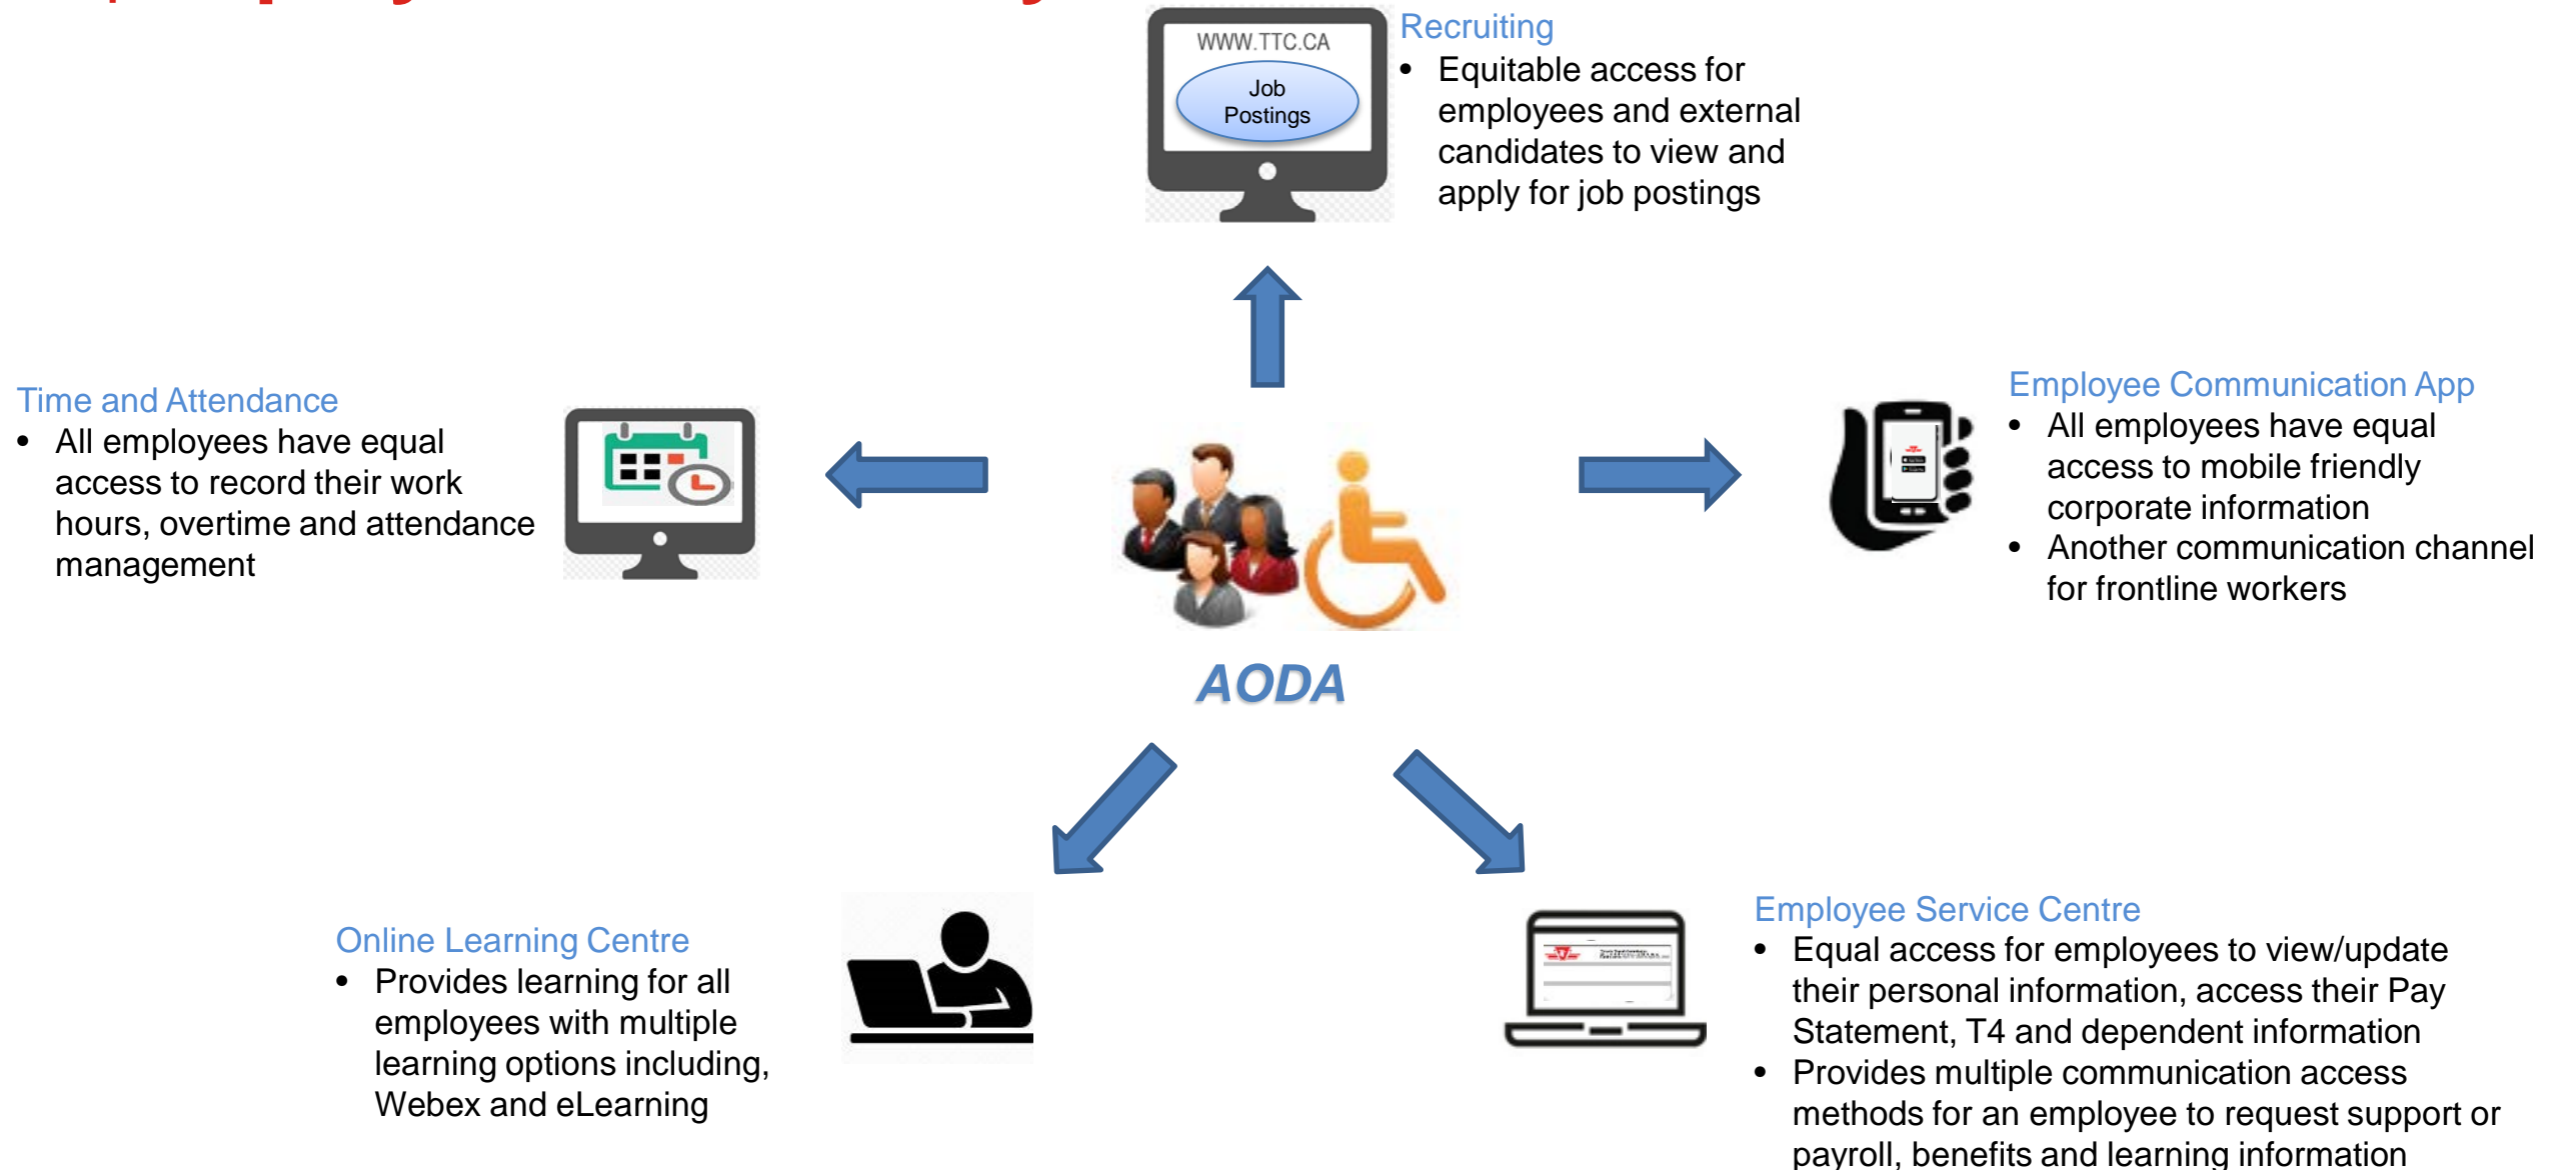 WWW.TTC.CA
Job
Postings
Recruiting
• Equitable access for
employees and external
candidates to view and
apply for job postings
Time and Attendance
• All employees have equal
access to record their work
hours, overtime and attendance
management
Employee Communication App
• All employees have equal
access to mobile friendly
corporate information
• Another communication channel
for frontline workers
AODA
Online Learning Centre
• Provides learning for all
employees with multiple
learning options including,
Webex and eLearning
Employee Service Centre
• Equal access for employees to view/update
their personal information, access their Pay
Statement, T4 and dependent information
• Provides multiple communication access
methods for an employee to request support or
payroll, benefits and learning information